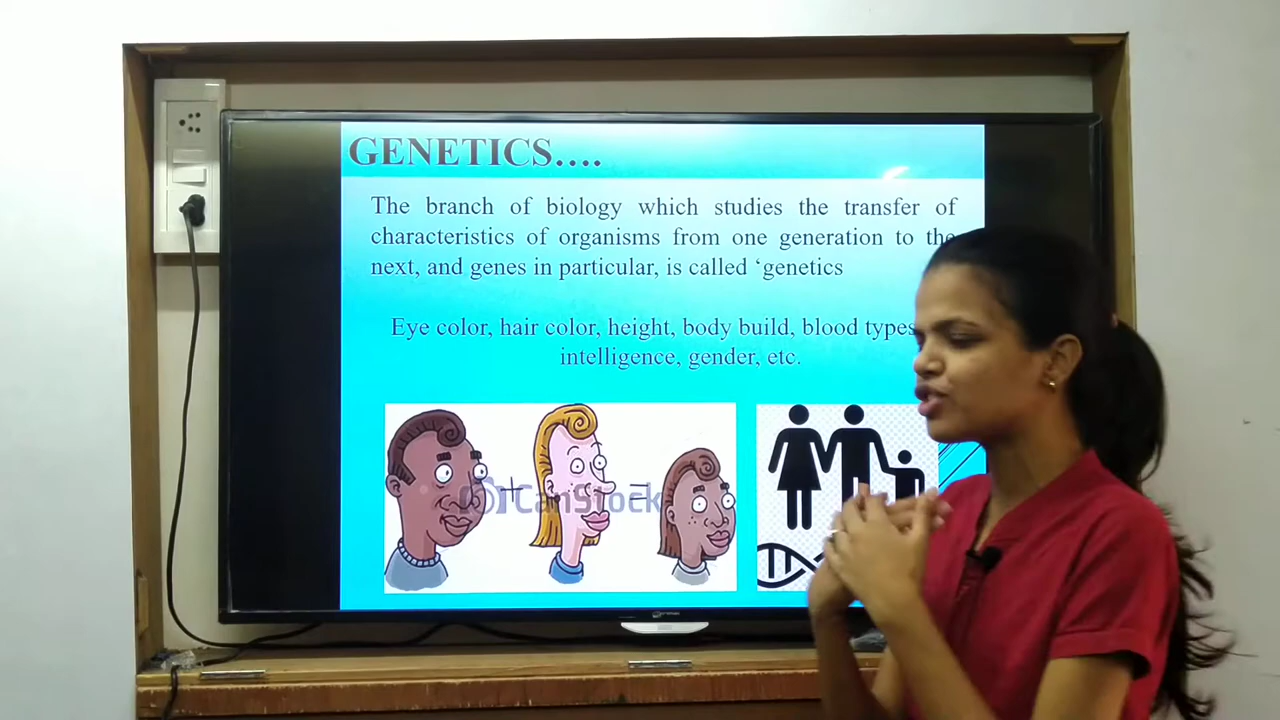 GENETICS....
The branch of biology which studies the transfer of
characteristics of organisms from one generation to the
next, and genes in particular, is called ‘genetics
Eye color, hair color, height, body build, blood types
intelligence, gender, etc.
+ CanStock =